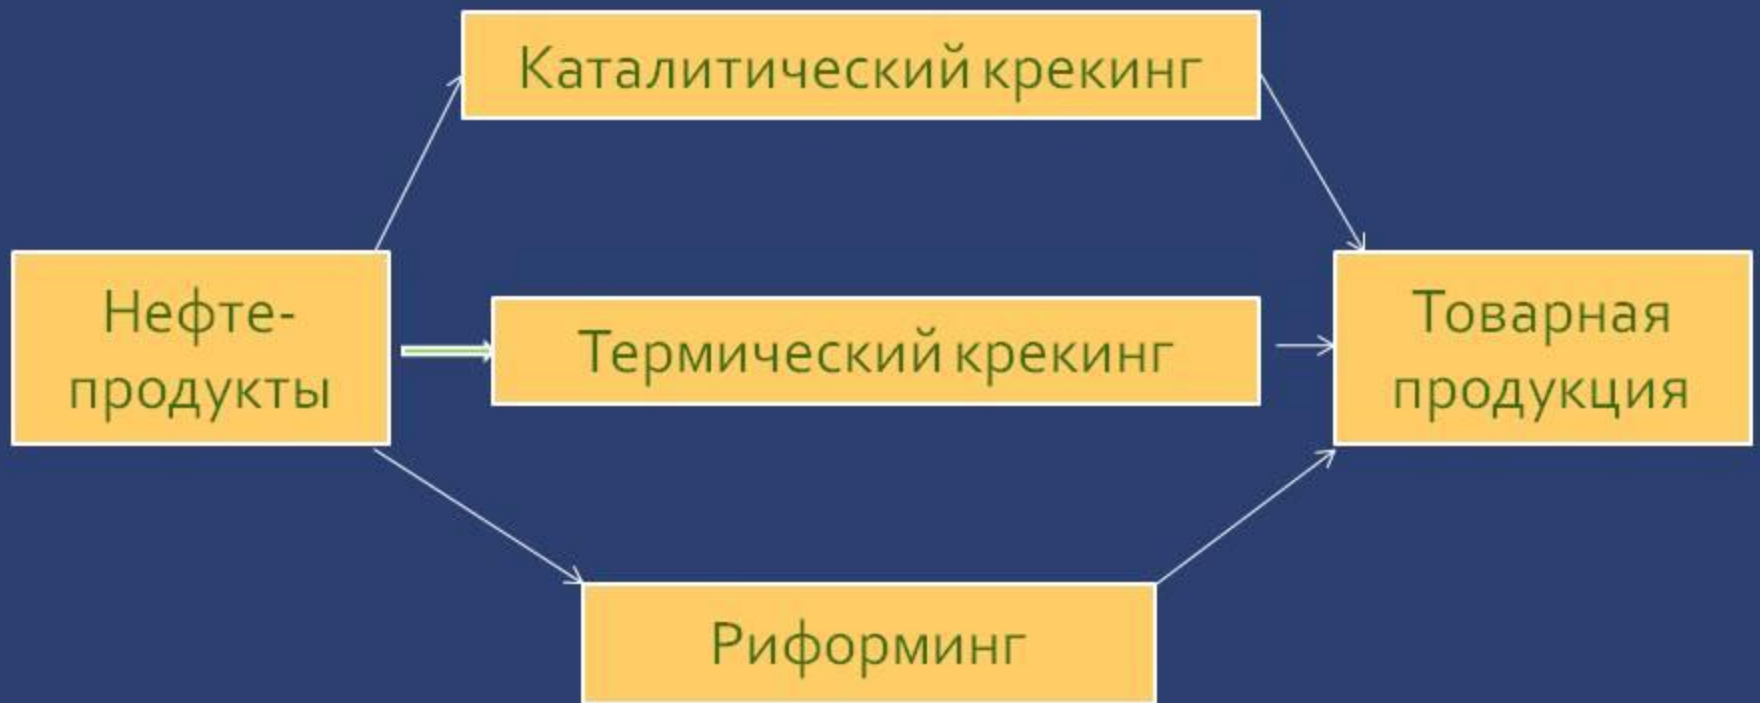 Каталитический крекинг
Нефте-
продукты
Термический крекинг
Товарная
продукция
Риформинг